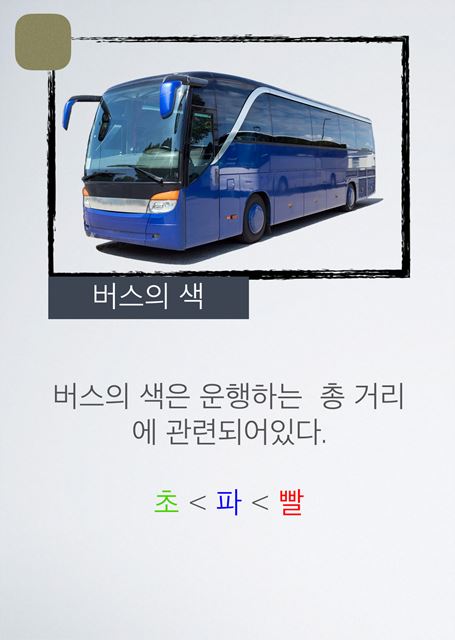 버스의 색
버스의 색은 운행하는 총 거리
에 관련되어있다.
초 < 파 < 빨